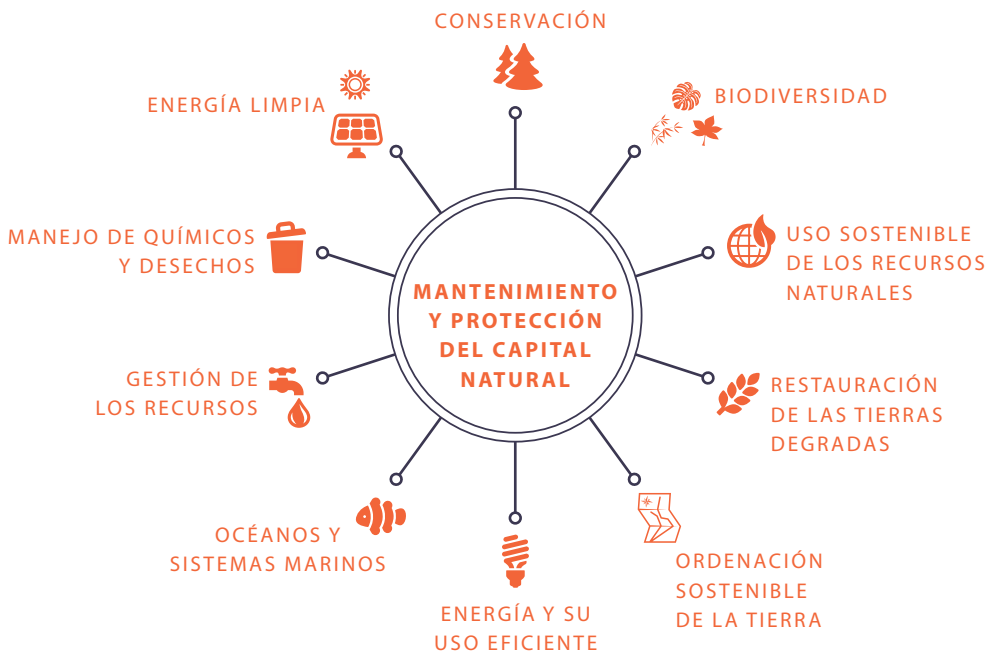 CONSERVACIÓN
BIODIVERSIDAD
USO SOSTENIBLE
DE LOS RECURSOS
NATURALES
RESTAURACIÓN
DE LAS TIERRAS
DEGRADAS
ORDENACIÓN
SOSTENIBLE
DE LA TIERRA
ENERGÍA Y SU
USO EFICIENTE
OCÉANOS Y
SISTEMAS MARINOS
GESTIÓN DE
LOS RECURSOS
MANEJO DE QUÍMICOS
Y DESECHOS
ENERGÍA LIMPIA
MANTENIMIENTO
Y PROTECCIÓN
DEL CAPITAL
NATURAL